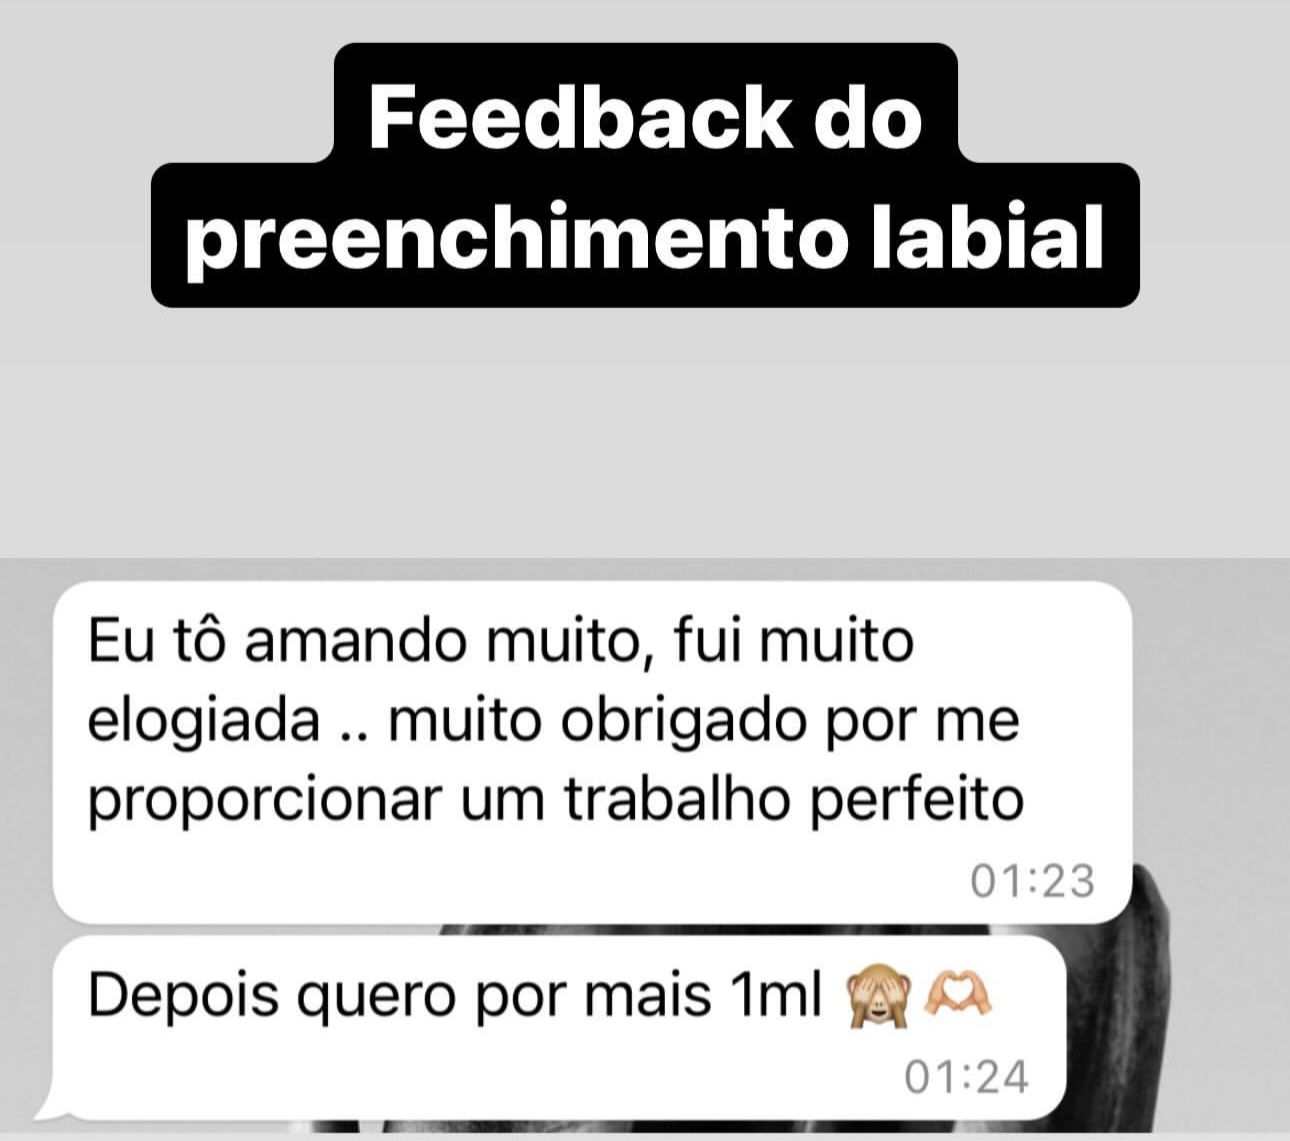 Feedback do
preenchimento labial
Eu tô amando muito, fui muito
elogiada .. muito obrigado por me
proporcionar um trabalho perfeito
01:23
Depois quero por mais 1ml 🙈🫶🏼
01:24